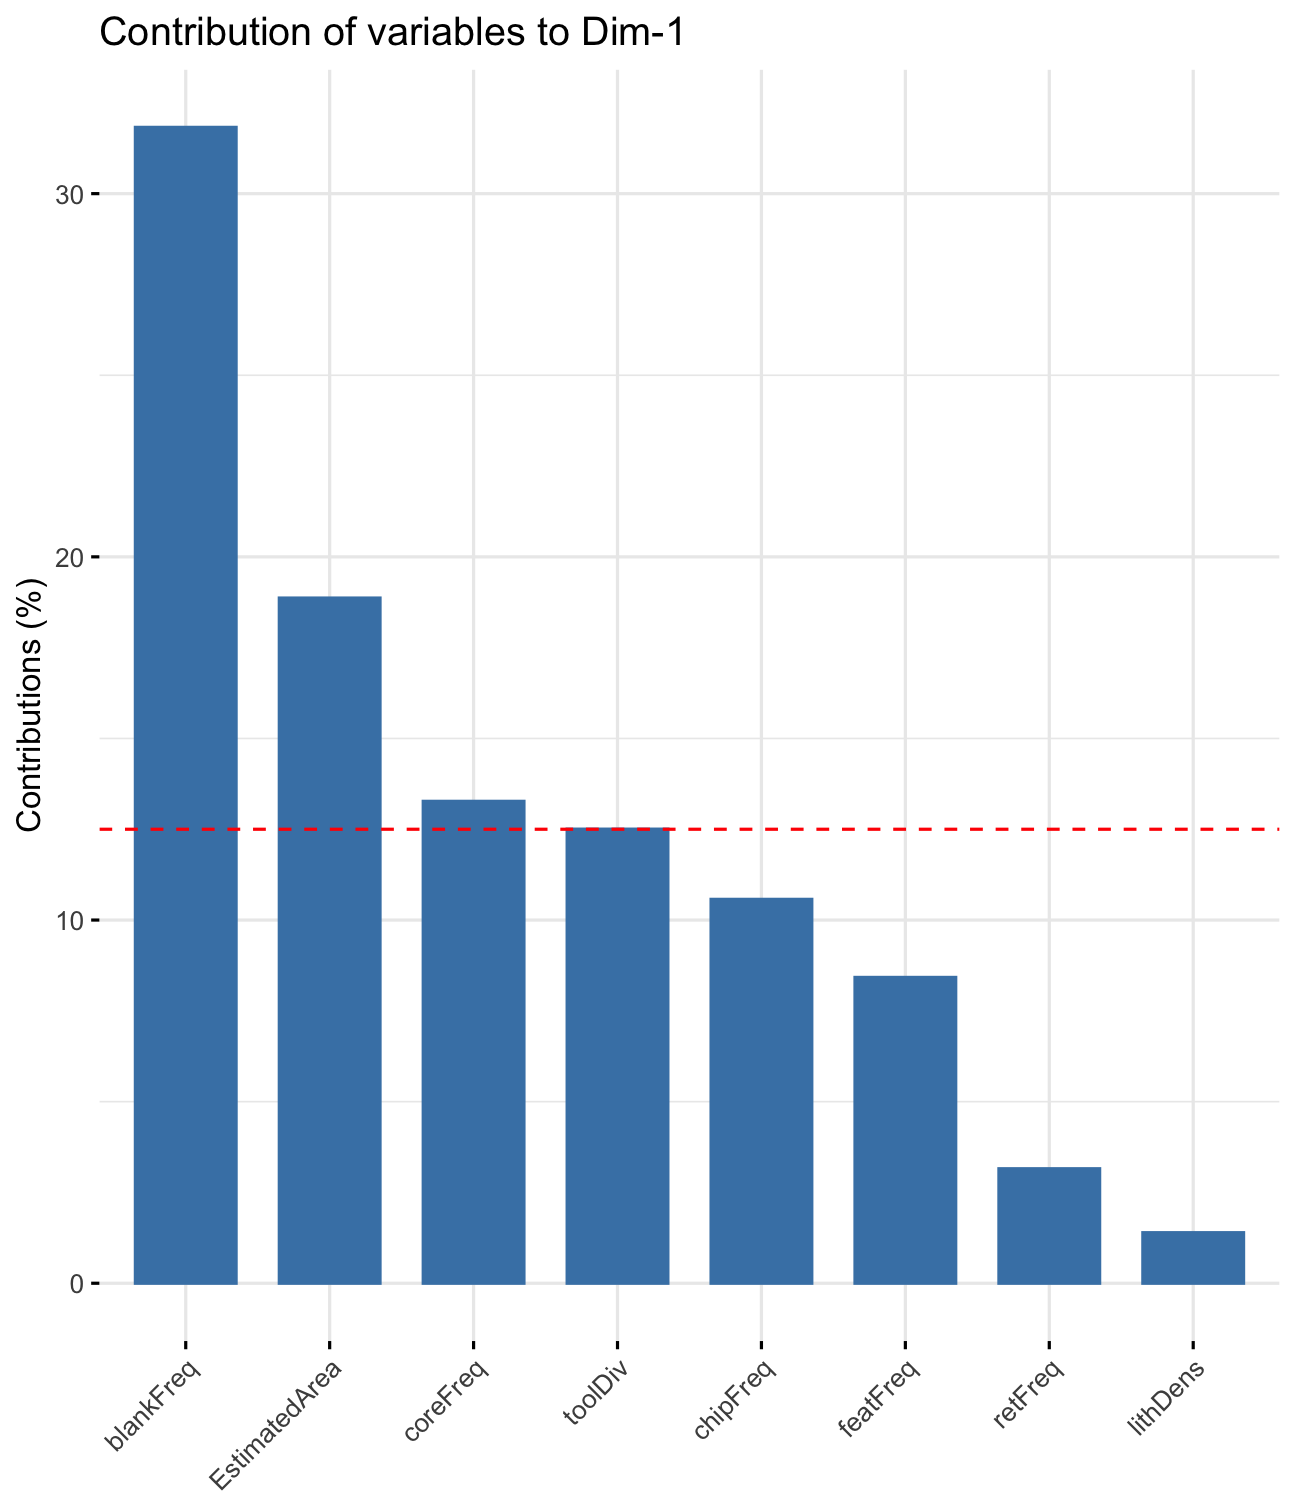 Contribution of variables to Dim-1
Contributions (%)
30
20
10
0
blankFreq
EstimatedArea
coreFreq
toolDiv
chipFreq
featFreq
retFreq
lithDens